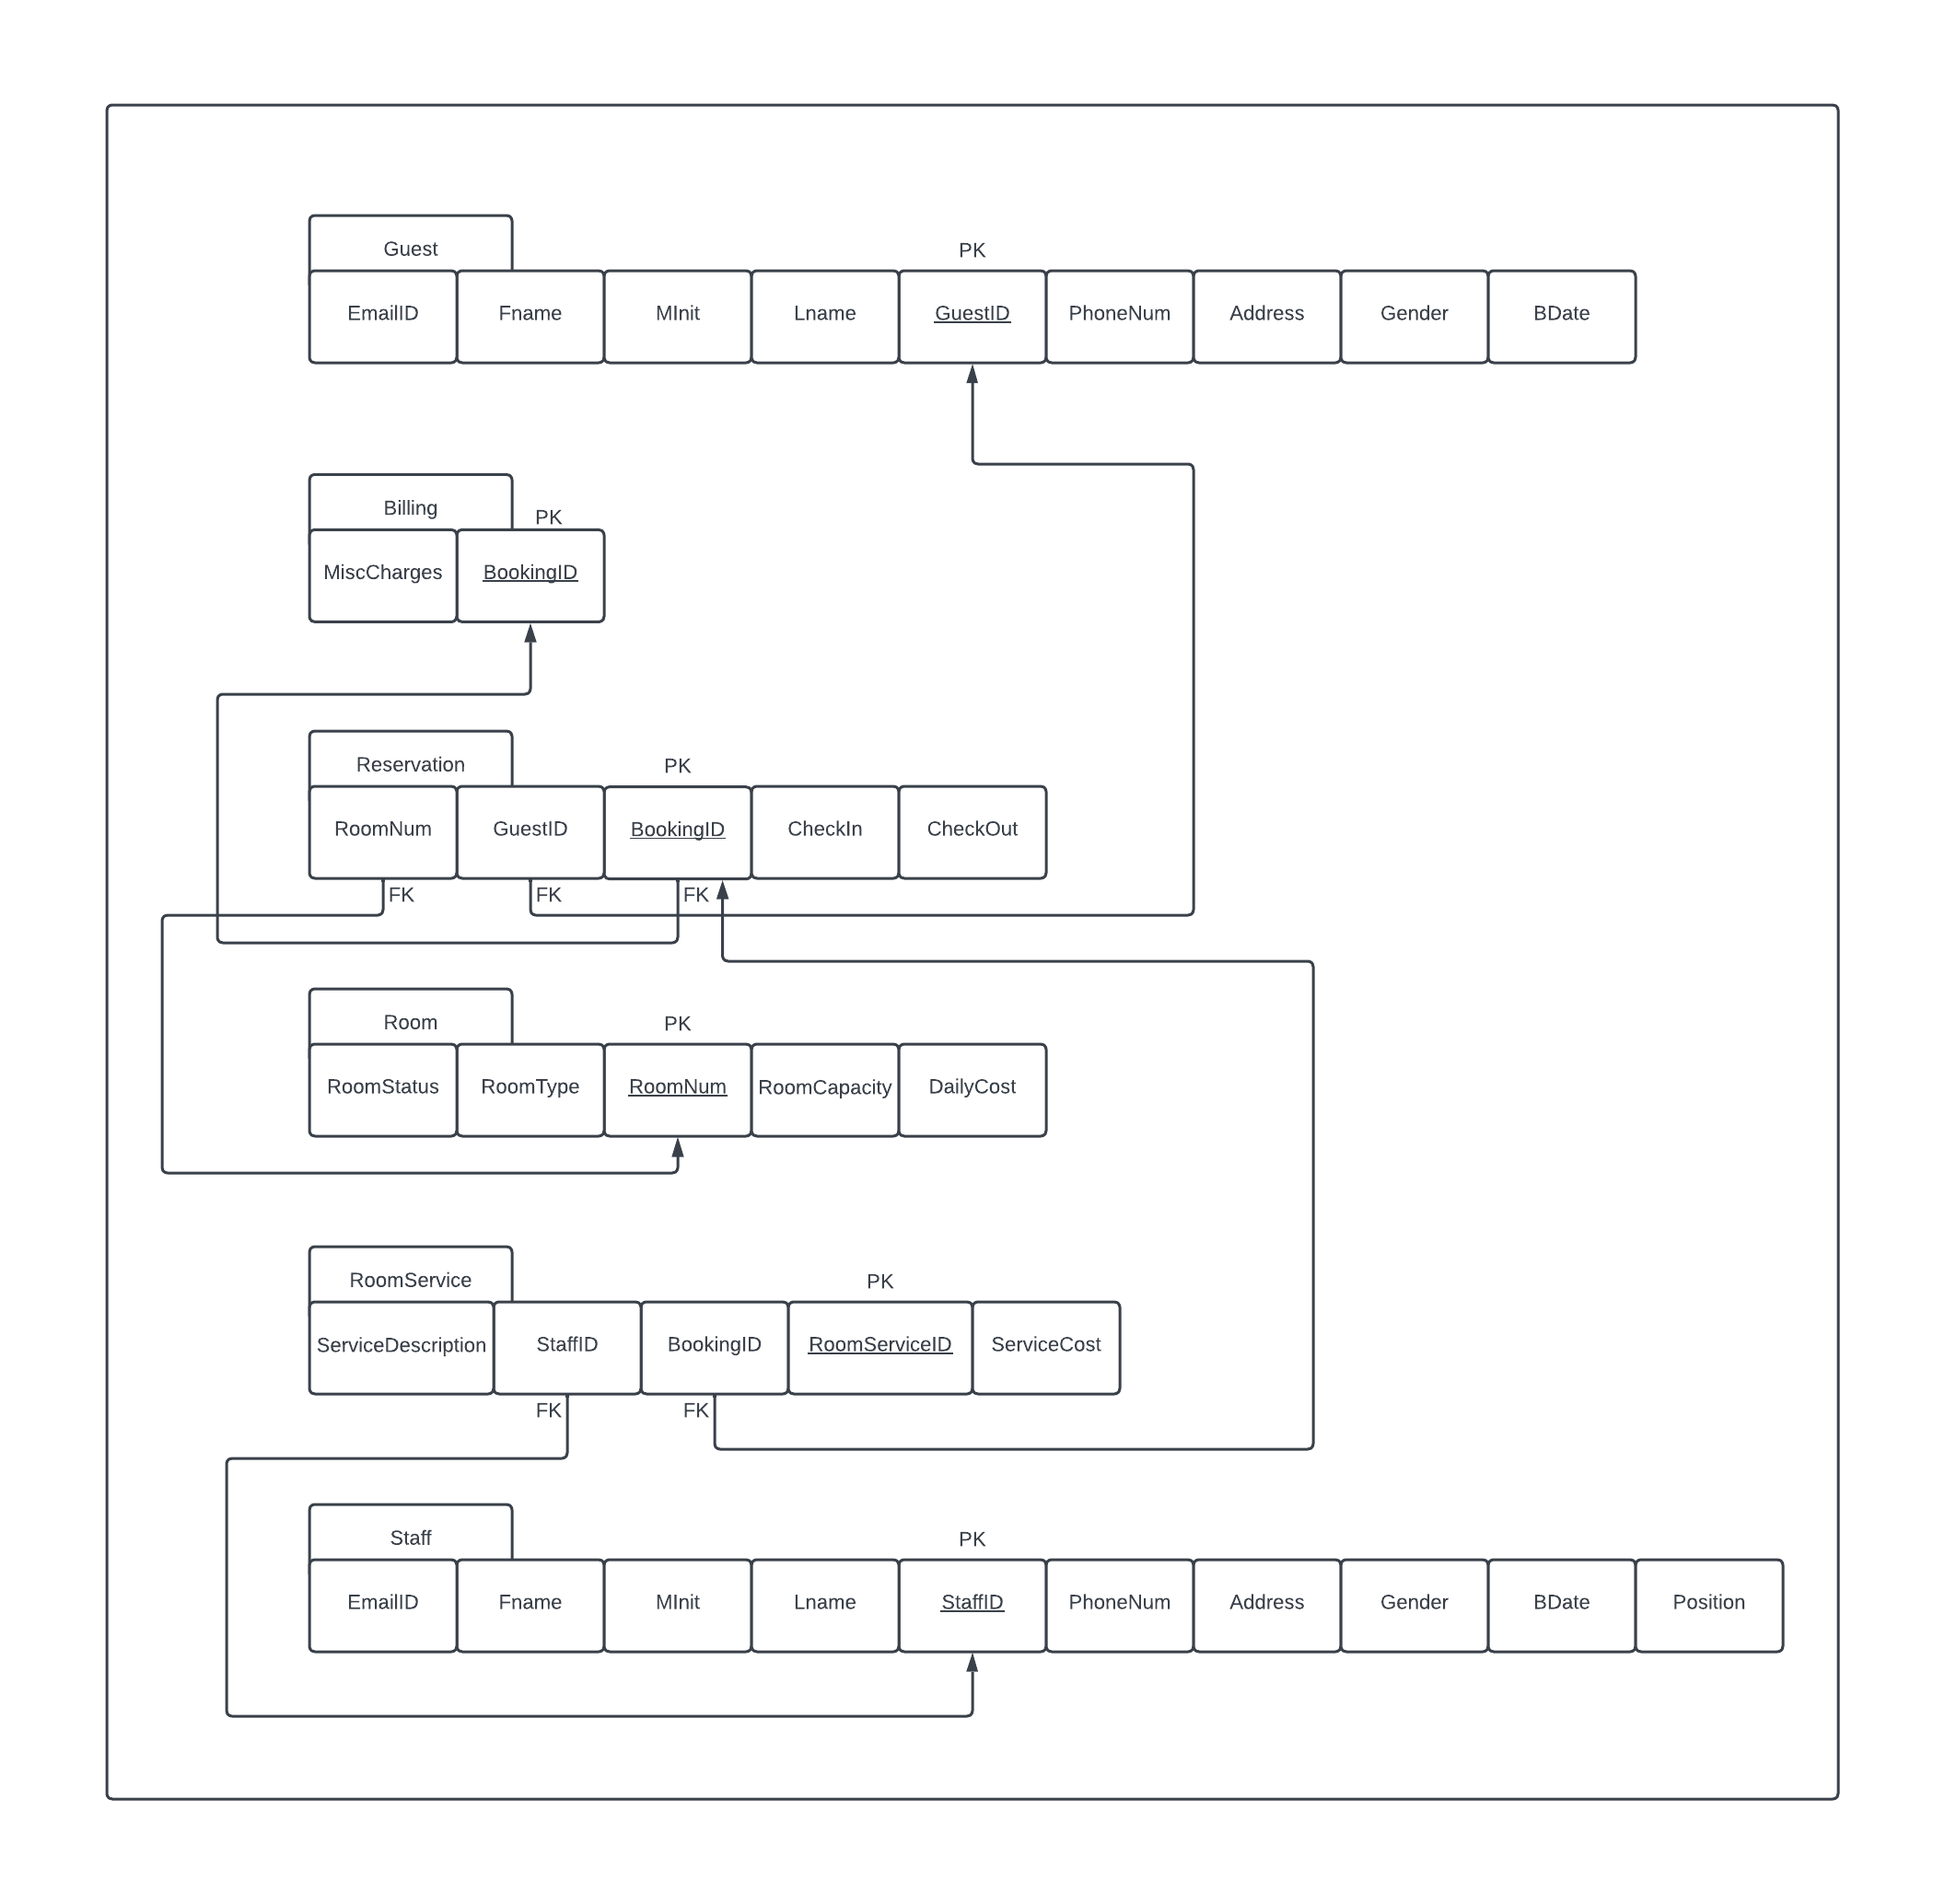 Guest
PK
EmailID
Fname
MInit
Lname
GuestID
PhoneNum
Address
Gender
BDate
Billing
PK
MiscCharges
BookingID
Reservation
PK
RoomNum
GuestID
BookingID
CheckIn
CheckOut
FK
FK
FK
Room
PK
RoomStatus
RoomType
RoomNum
RoomCapacity
DailyCost
RoomService
PK
ServiceDescription
StaffID
BookingID
RoomServiceID
ServiceCost
FK
FK
Staff
PK
EmailID
Fname
MInit
Lname
StaffID
PhoneNum
Address
Gender
BDate
Position